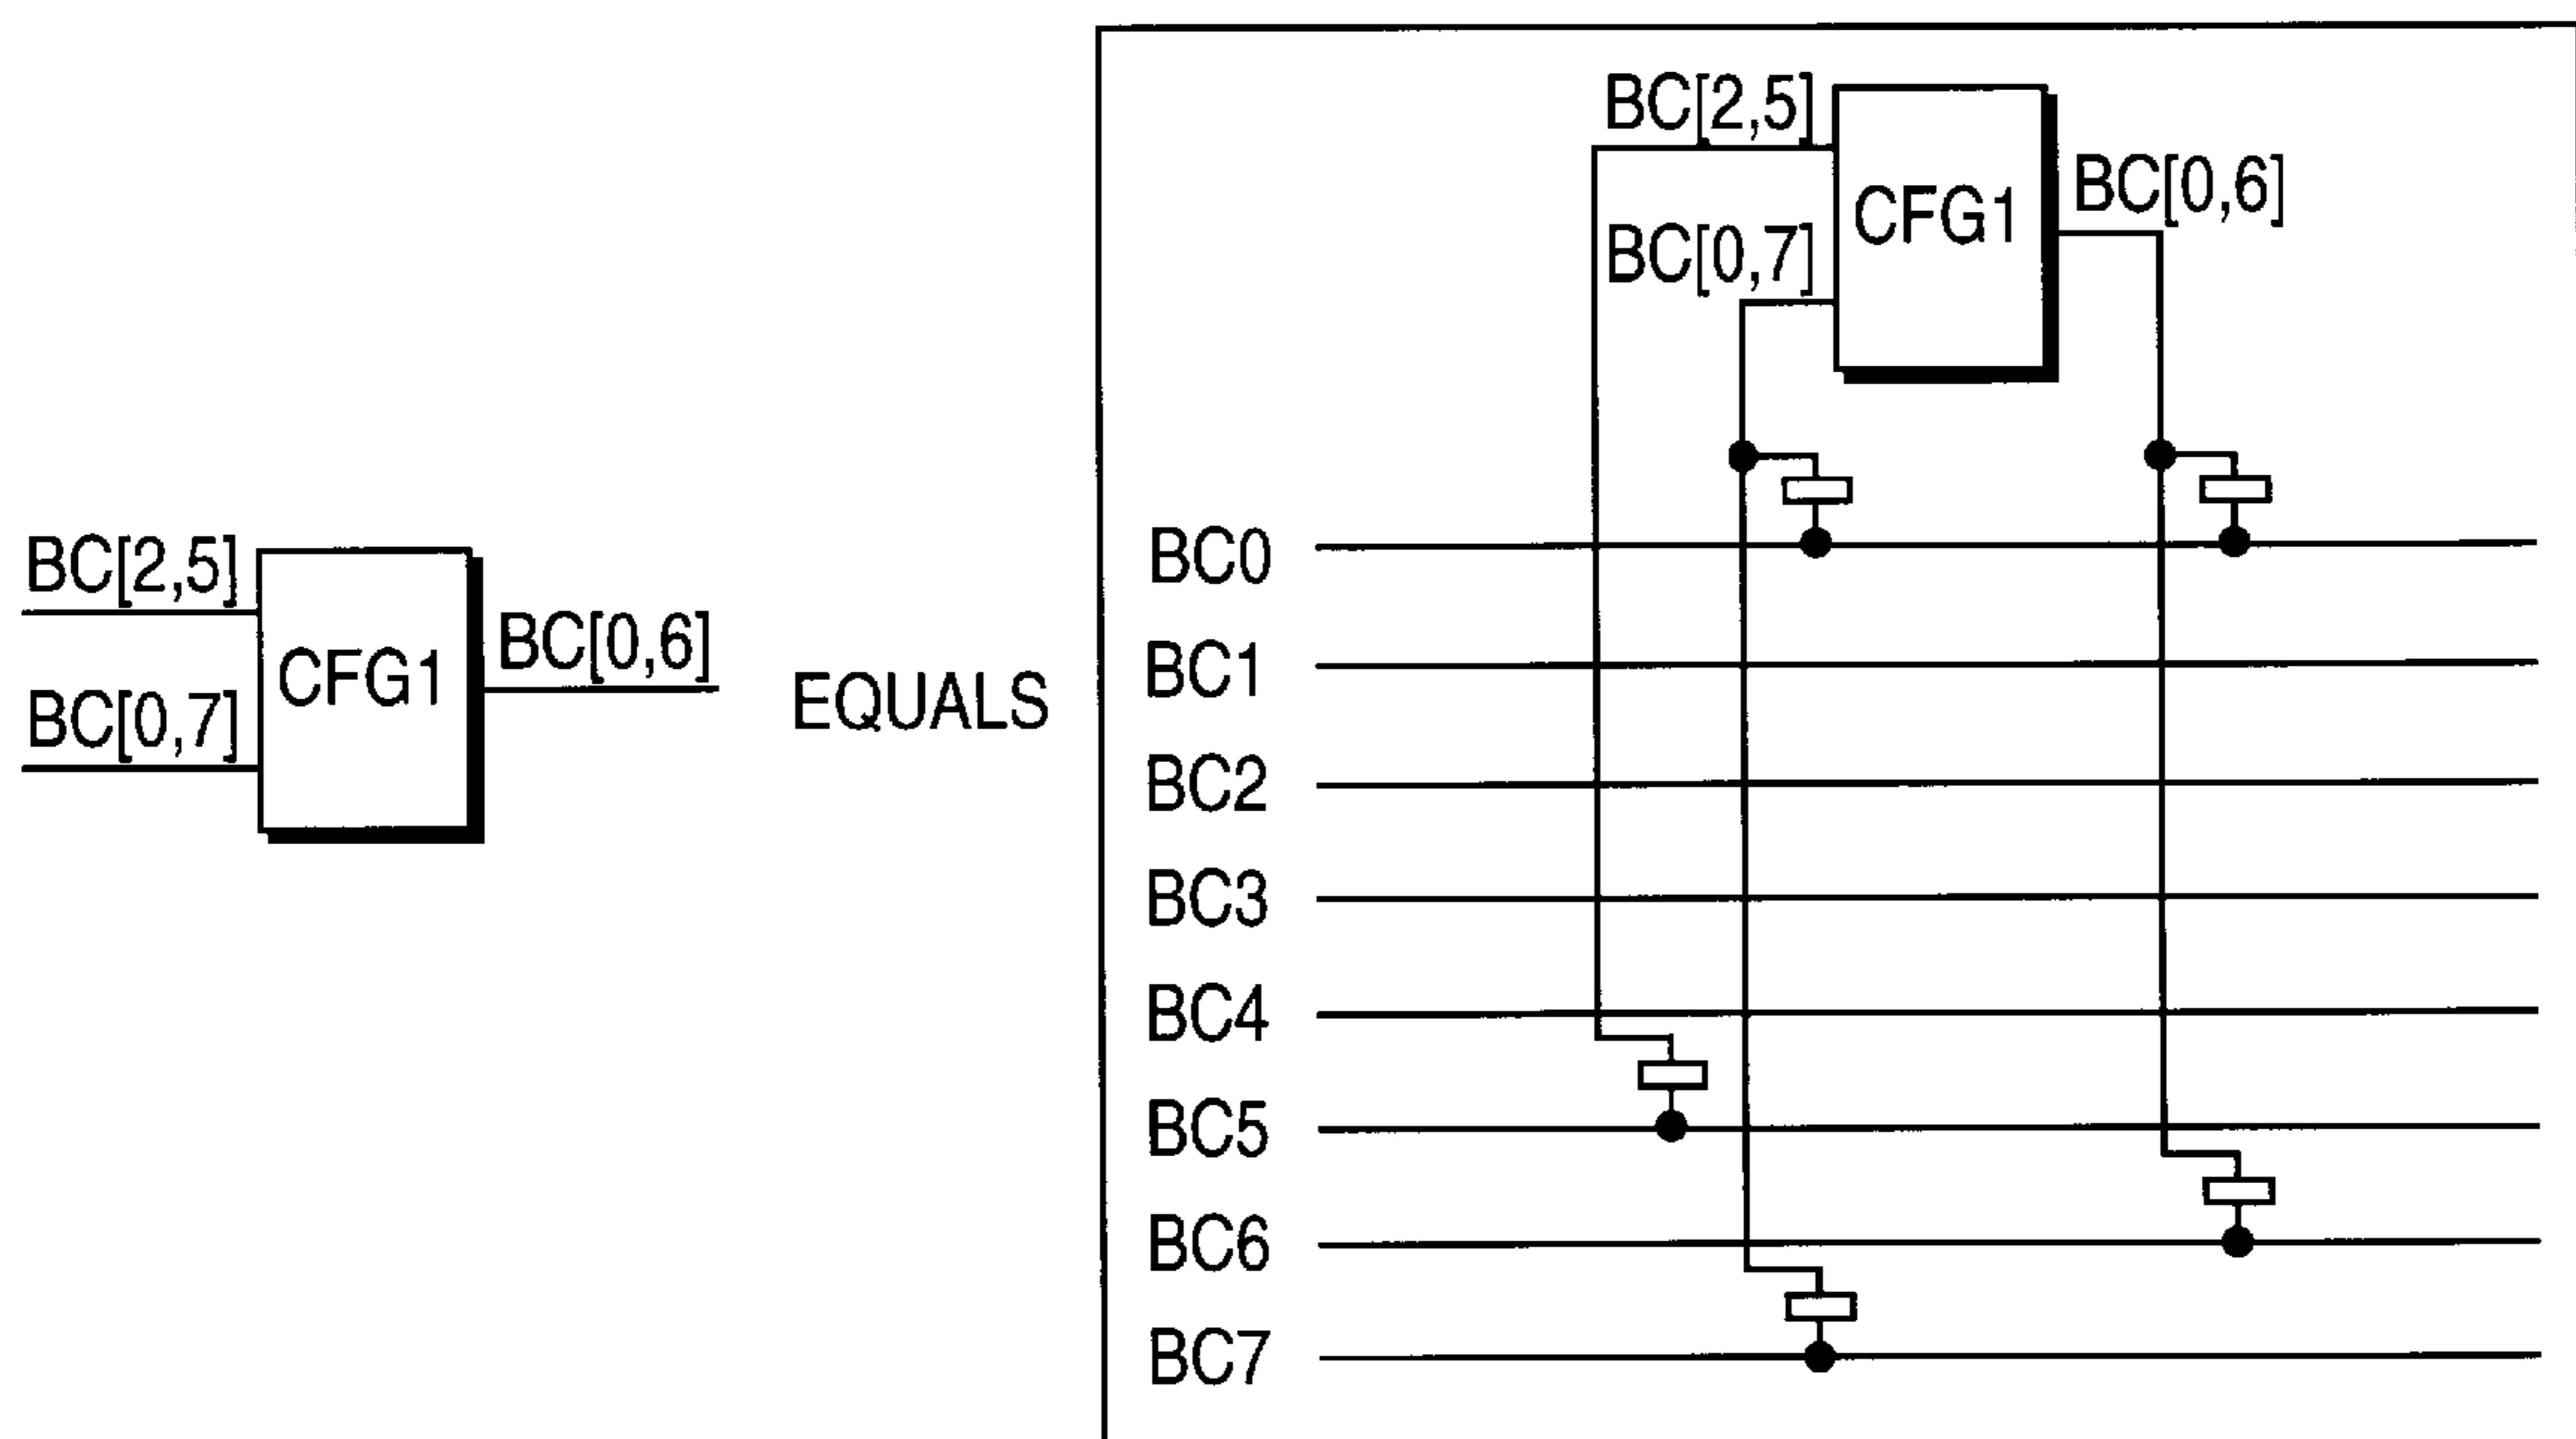 BC[2,5]
CFG1
BC[0,6]
BC[0,7]
EQUALS
BC[2,5]
CFG1
BC[0,6]
BC[0,7]
BC0
BC1
BC2
BC3
BC4
BC5
BC6
BC7